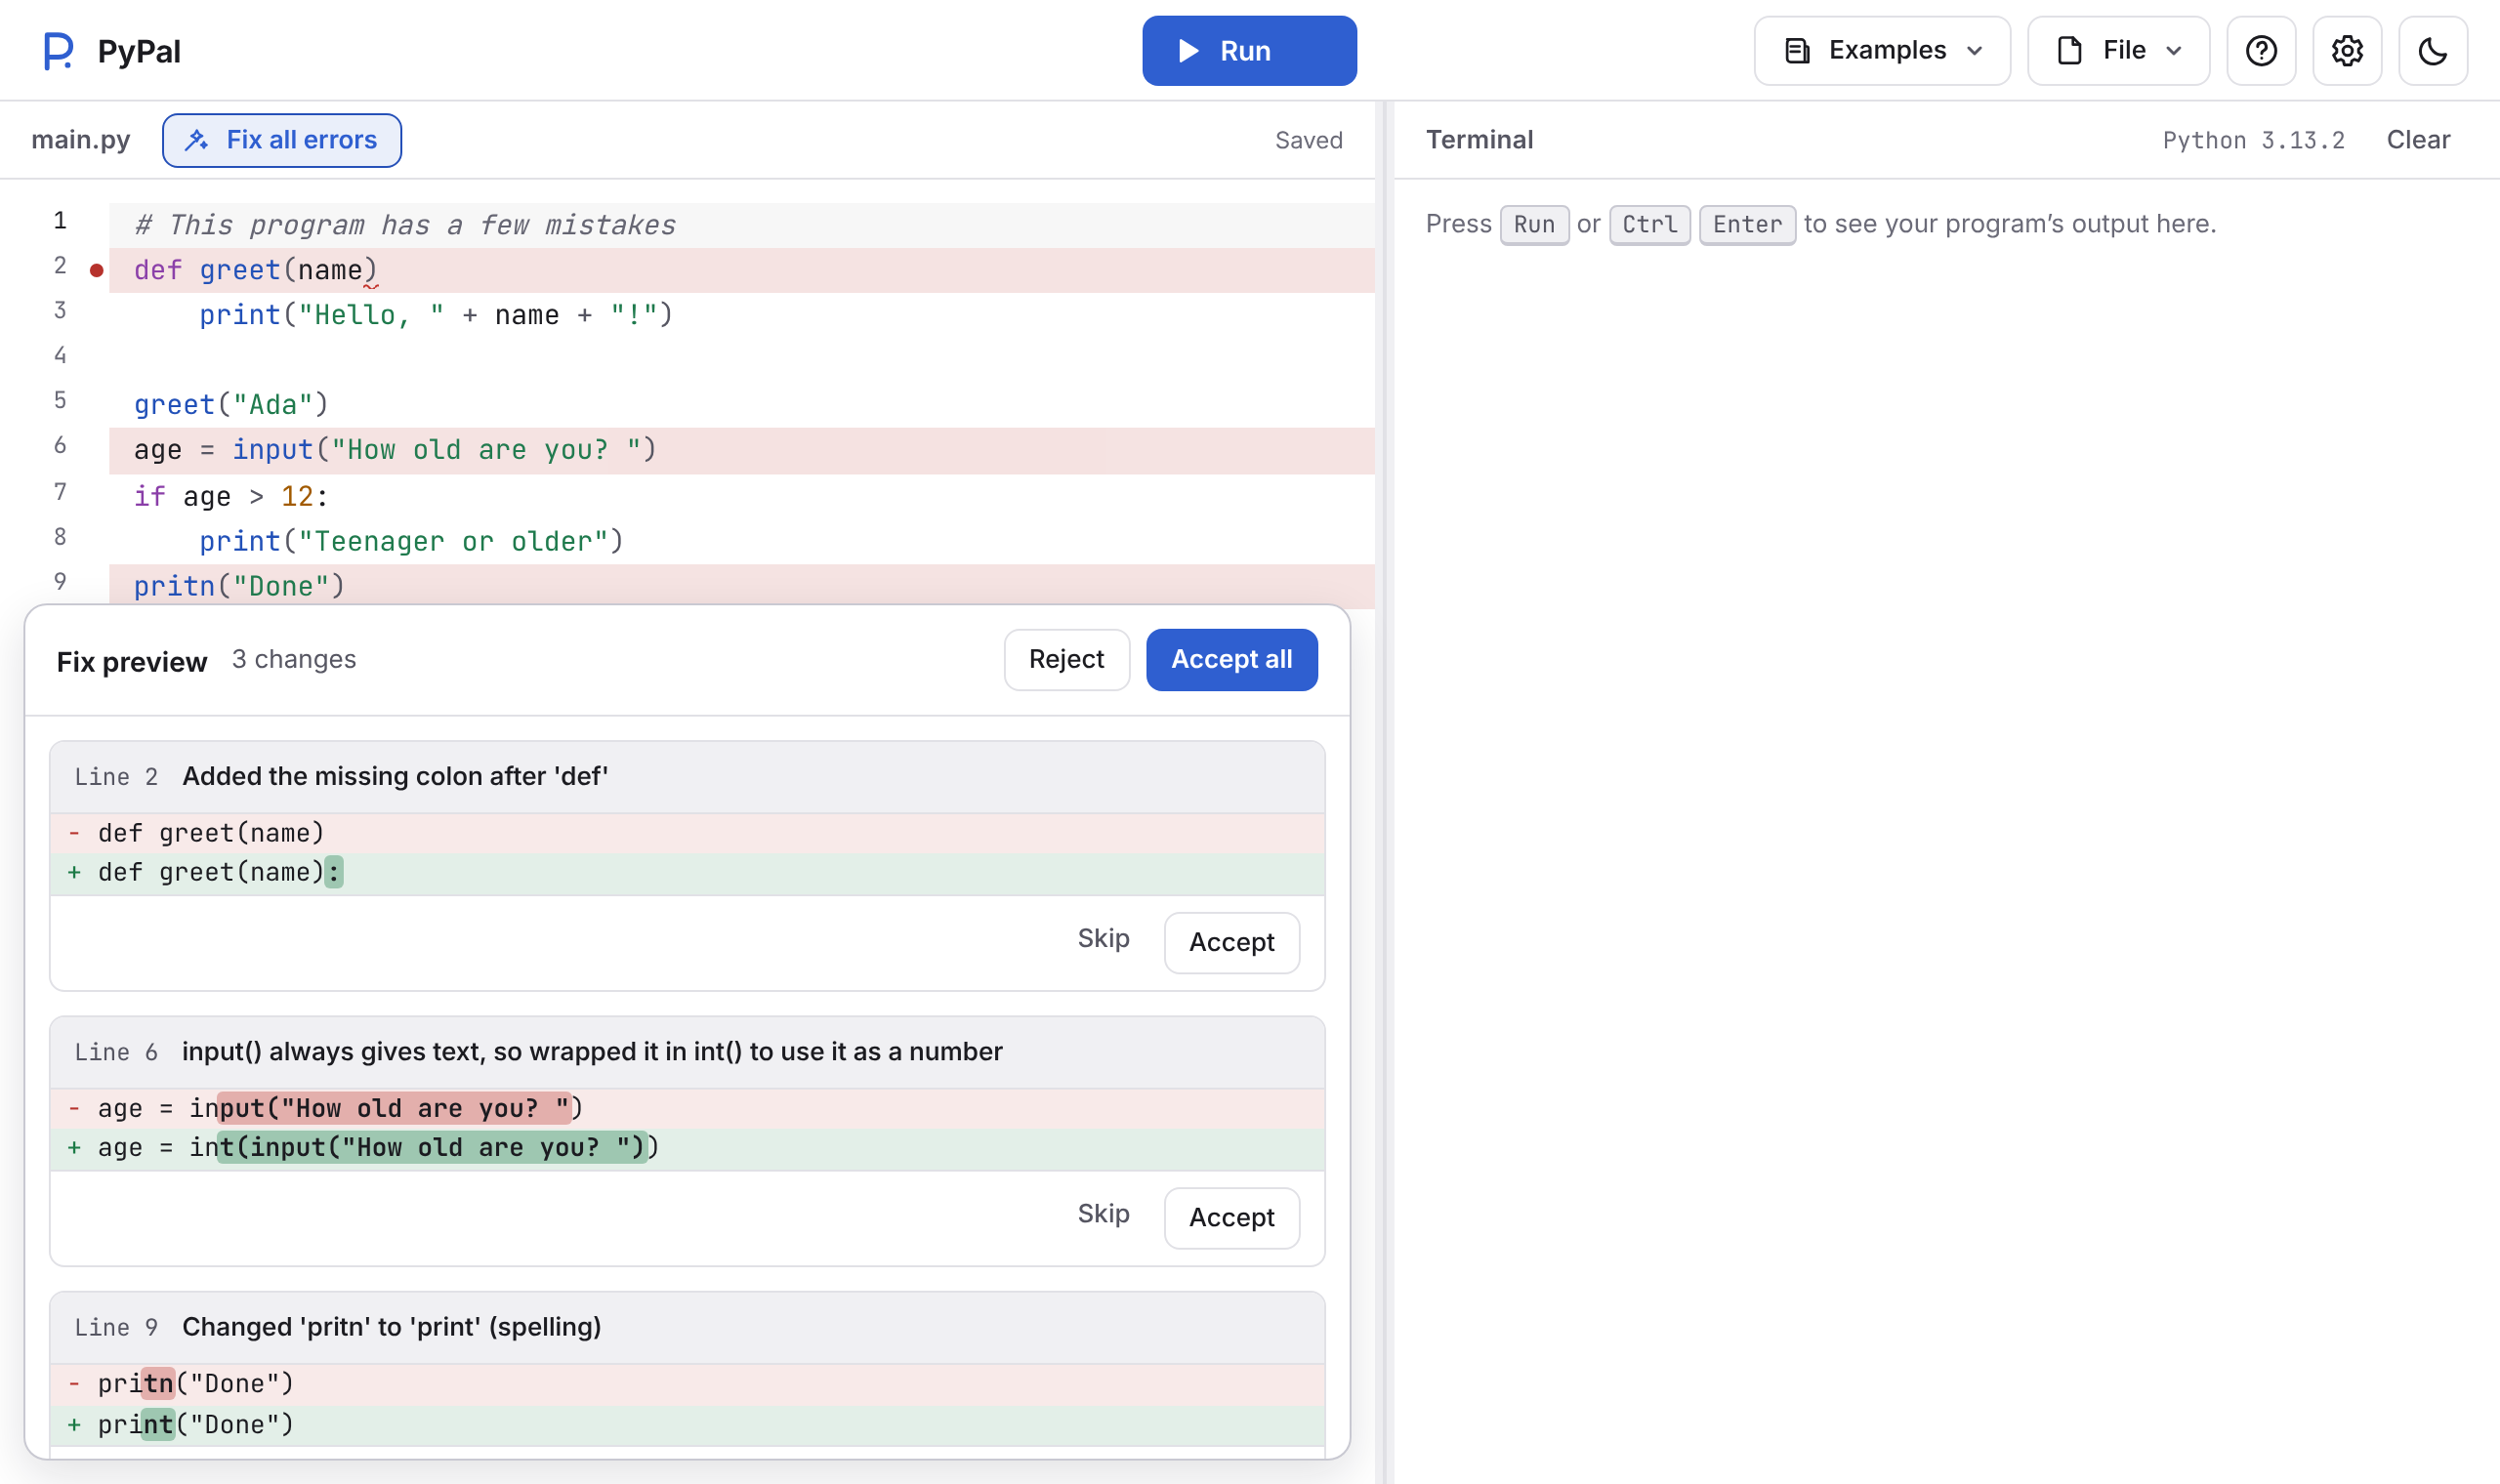 PyPal
Run
Examples
File
main.py
Fix all errors
Saved
Terminal
Python 3.13.2
Clear
1 # This program has a few mistakes
2 def greet(name)
3     print("Hello, " + name + "!")
4
5 greet("Ada")
6 age = input("How old are you? ")
7 if age > 12:
8     print("Teenager or older")
9 pritn("Done")
Press Run or Ctrl Enter to see your program’s output here.
Fix preview 3 changes
Reject
Accept all
Line 2 Added the missing colon after 'def'
- def greet(name)
+ def greet(name):
Skip
Accept
Line 6 input() always gives text, so wrapped it in int() to use it as a number
- age = input("How old are you? ")
+ age = int(input("How old are you? "))
Skip
Accept
Line 9 Changed 'pritn' to 'print' (spelling)
- pritn("Done")
+ print("Done")